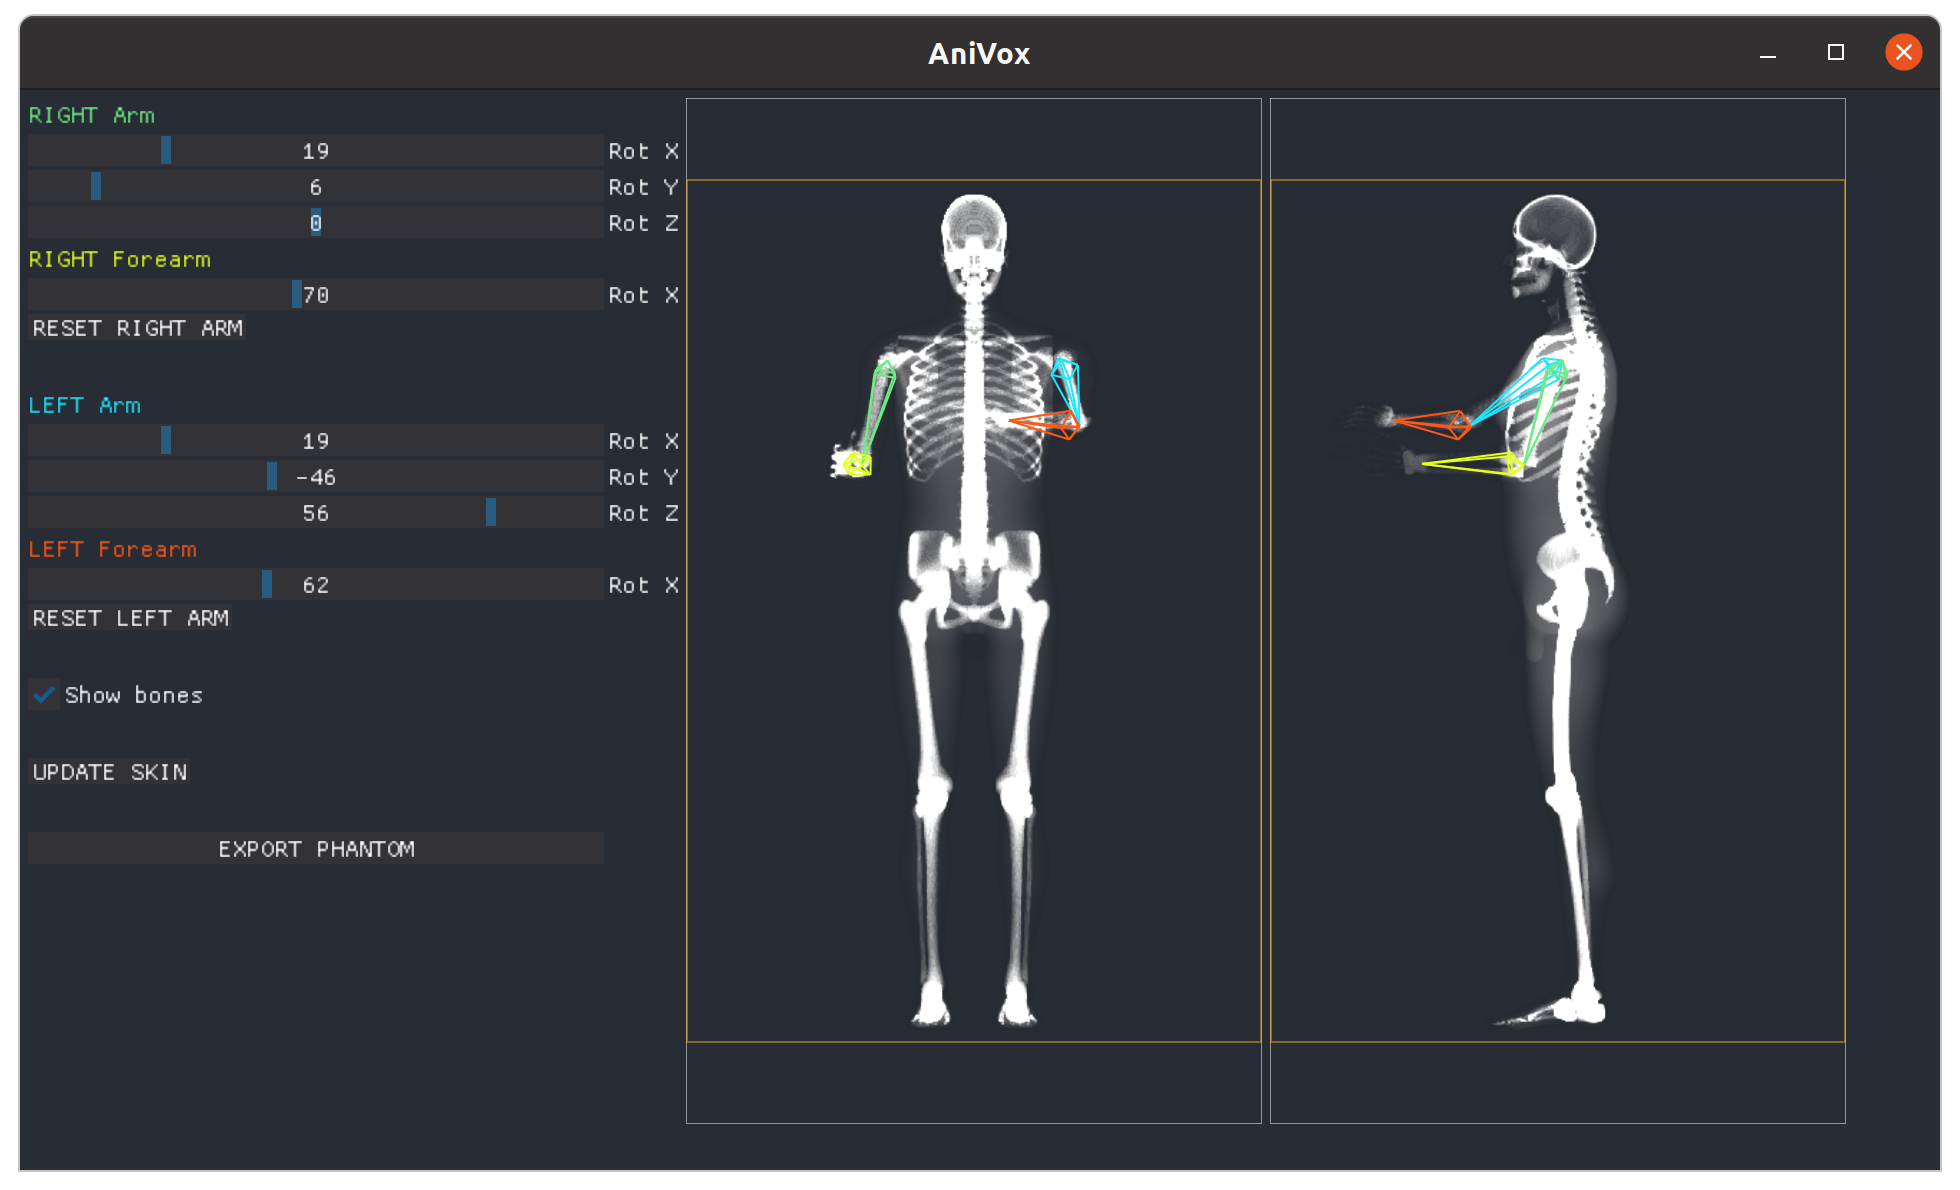 AniVox
RIGHT Arm
19 Rot X
6 Rot Y
0 Rot Z
RIGHT Forearm
70 Rot X
RESET RIGHT ARM
LEFT Arm
19 Rot X
-46 Rot Y
56 Rot Z
LEFT Forearm
62 Rot X
RESET LEFT ARM
Show bones
UPDATE SKIN
EXPORT PHANTOM